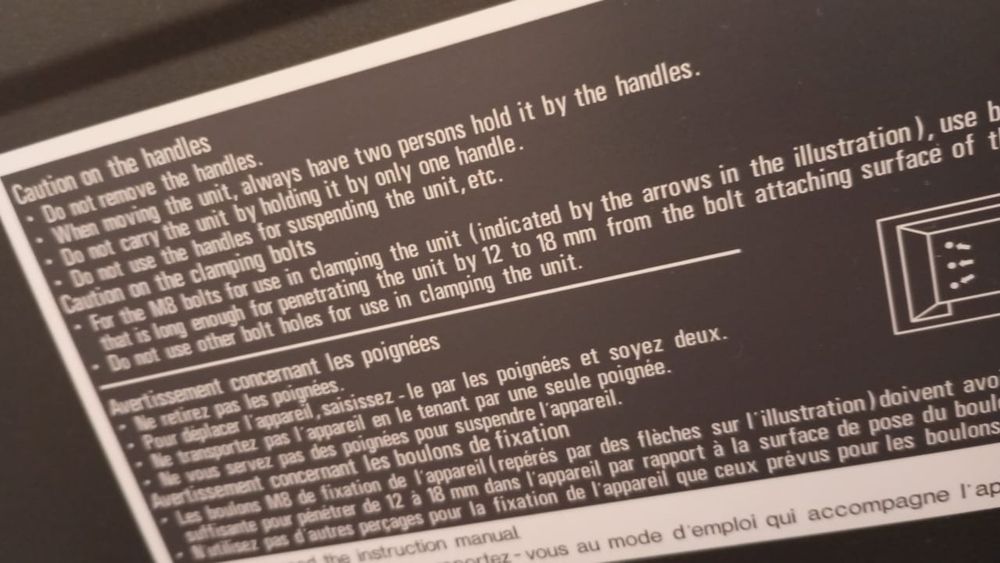 Caution on the handles
· Do not remove the handles.
· When moving the unit, always have two persons hold it by the handles.
· Do not carry the unit by holding it by only one handle.
· Do not use the handles for suspending the unit, etc.
Caution on the clamping bolts
· For the M8 bolts for use in clamping the unit (indicated by the arrows in the illustration), use
that is long enough for penetrating the unit by 12 to 18 mm from the bolt attaching surface of
· Do not use other bolt holes for use in clamping the unit.
Avertissement concernant les poignées
· Ne retirez pas les poignées.
· Pour déplacer l'appareil, saisissez-le par les poignées et soyez deux.
· Ne transportez pas l'appareil en le tenant par une seule poignée.
· Ne vous servez pas des poignées pour suspendre l'appareil.
Avertissement concernant les boulons de fixation
· Les boulons M8 de fixation de l'appareil (repérés par des flèches sur l'illustration) doivent
suffisante pour pénétrer de 12 à 18 mm dans l'appareil par rapport à la surface de pose du
· N'utilisez pas d'autres perçages pour la fixation de l'appareil que ceux prévus pour les boulons
the instruction manual
-vous au mode d'emploi qui accompagne